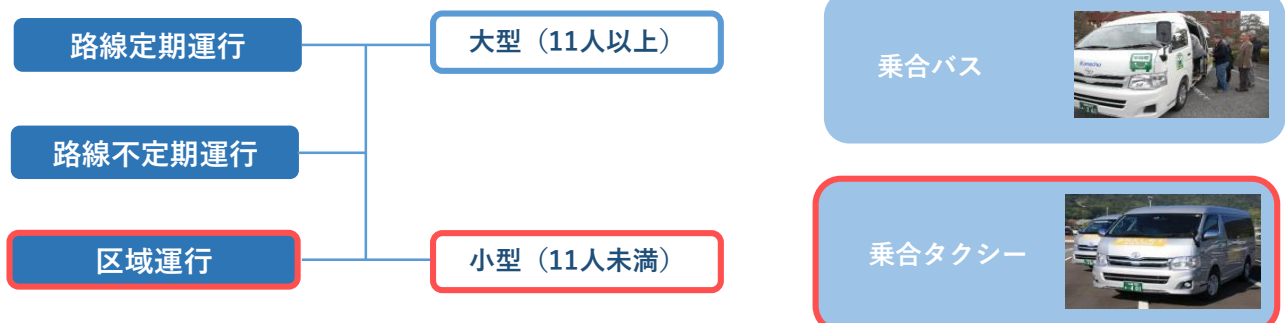 路線定期運行
大型（11人以上）
乗合バス
路線不定期運行
区域運行
小型（11人未満）
乗合タクシー